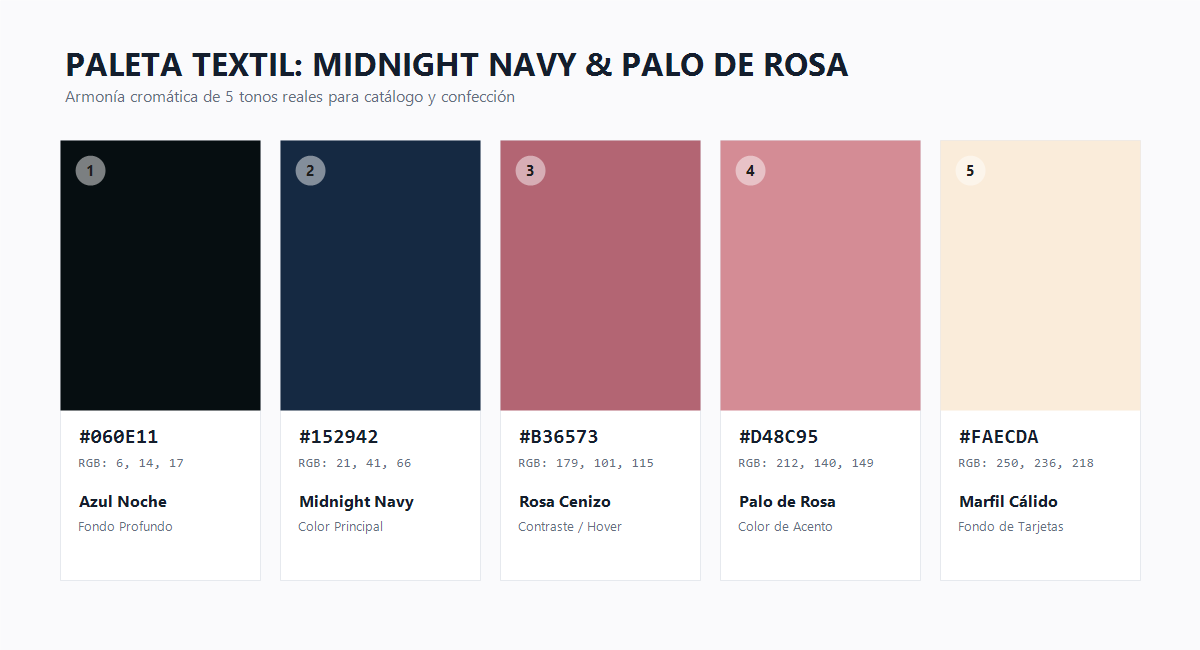 PALETA TEXTIL: MIDNIGHT NAVY & PALO DE ROSA
Armonía cromática de 5 tonos reales para catálogo y confección
1
#060E11
RGB: 6, 14, 17
Azul Noche
Fondo Profundo
2
#152942
RGB: 21, 41, 66
Midnight Navy
Color Principal
3
#B36573
RGB: 179, 101, 115
Rosa Cenizo
Contraste / Hover
4
#D48C95
RGB: 212, 140, 149
Palo de Rosa
Color de Acento
5
#FAECDA
RGB: 250, 236, 218
Marfil Cálido
Fondo de Tarjetas